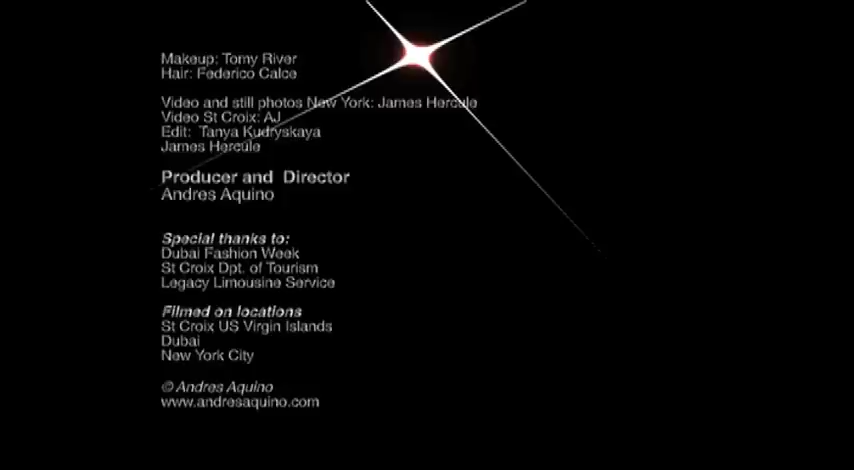 Makeup: Tomy River
Hair: Federico Calce
Video and still photos New York: James Hercule
Video St Croix: AJ
Edit:  Tanya Kudryskaya
James Hercule
Producer and  Director
Andres Aquino
Special thanks to:
Dubai Fashion Week
St Croix Dpt. of Tourism
Legacy Limousine Service
Filmed on locations
St Croix US Virgin Islands
Dubai
New York City
© Andres Aquino
www.andresaquino.com